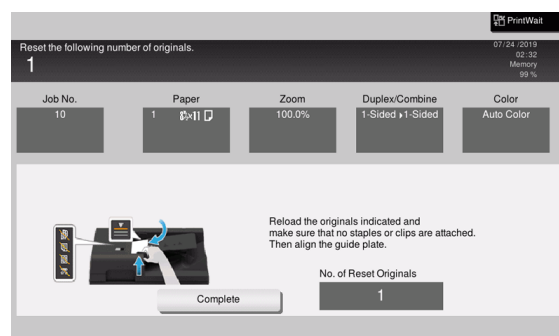 PrintWait
Reset the following number of originals.
1
07/24 /2019
02:32
Memory
99 %
Job No.
10
Paper
1 8½×11
Zoom
100.0%
Duplex/Combine
1-Sided ▸1-Sided
Color
Auto Color
Reload the originals indicated and
make sure that no staples or clips are attached.
Then align the guide plate.
No. of Reset Originals
1
Complete